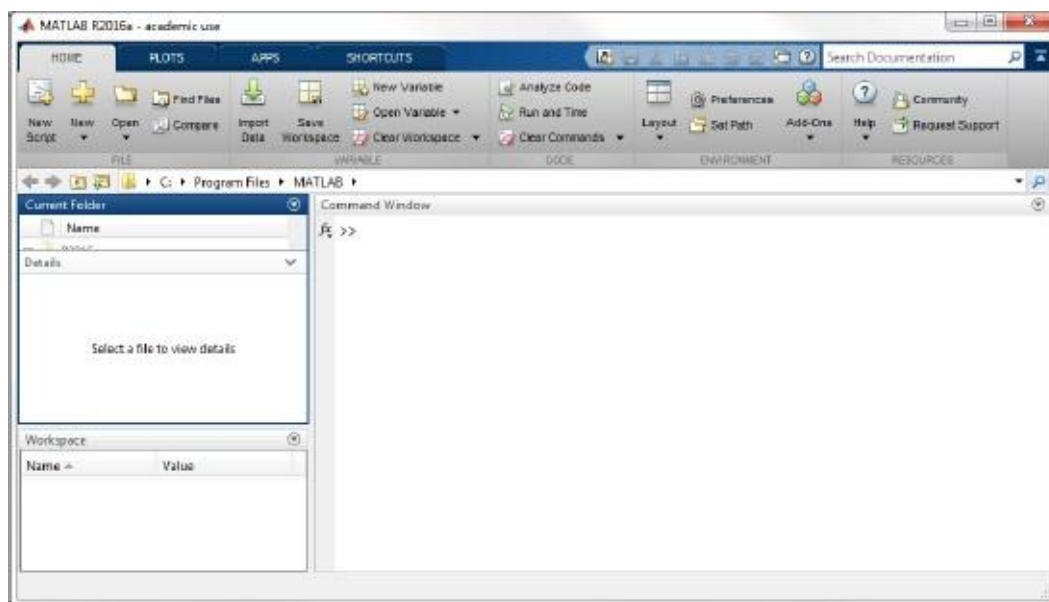 MATLAB R2016a - academic use
HOME PLOTS APPS SHORTCUTS Search Documentation
New Script New Open Find Files Compare Import Data Save Workspace New Variable Open Variable Clear Workspace Analyze Code Run and Time Clear Commands Layout Preferences Set Path Add-Ons Help Community Request Support
FILE VARIABLE CODE ENVIRONMENT RESOURCES
C: Program Files MATLAB
Current Folder
Name
Details
Select a file to view details
Workspace
Name Value
Command Window
fx >>